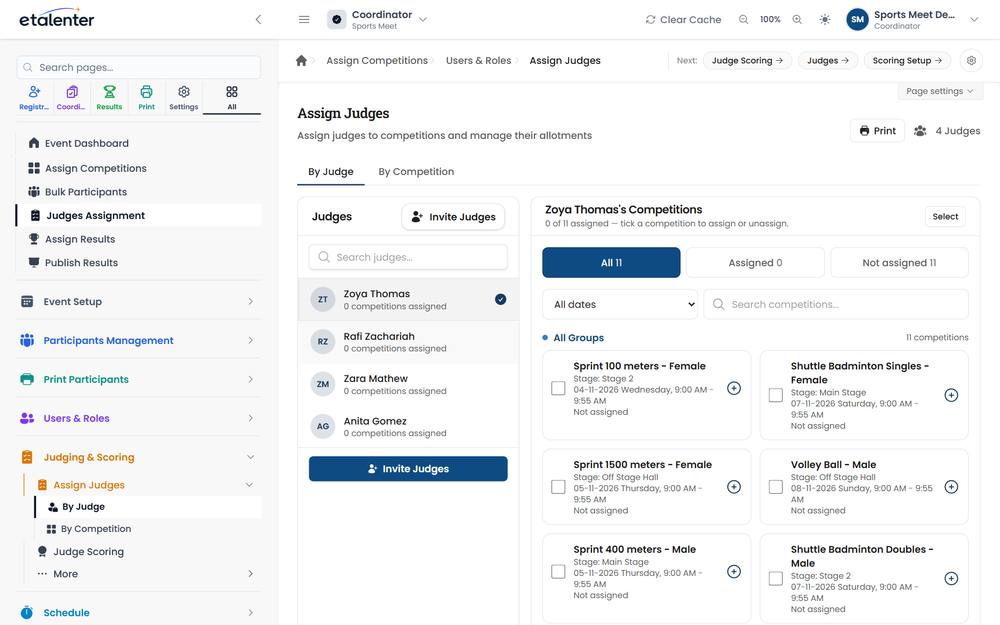 etalenter
Coordinator
Sports Meet
Clear Cache
100%
SM
Sports Meet De...
Coordinator
Search pages...
Registr...
Coordi...
Results
Print
Settings
All
Event Dashboard
Assign Competitions
Bulk Participants
Judges Assignment
Assign Results
Publish Results
Event Setup
Participants Management
Print Participants
Users & Roles
Judging & Scoring
Assign Judges
By Judge
By Competition
Judge Scoring
More
Schedule
Assign Competitions
Users & Roles
Assign Judges
Next:
Judge Scoring →
Judges →
Scoring Setup →
Page settings
Assign Judges
Assign judges to competitions and manage their allotments
Print
4 Judges
By Judge
By Competition
Judges
Invite Judges
Search judges...
ZT
Zoya Thomas
0 competitions assigned
RZ
Rafi Zachariah
0 competitions assigned
ZM
Zara Mathew
0 competitions assigned
AG
Anita Gomez
0 competitions assigned
Invite Judges
Zoya Thomas's Competitions
0 of 11 assigned — tick a competition to assign or unassign.
Select
All 11
Assigned 0
Not assigned 11
All dates
Search competitions...
All Groups
11 competitions
Sprint 100 meters - Female
Stage: Stage 2
04-11-2026 Wednesday, 9:00 AM -
9:55 AM
Not assigned
Shuttle Badminton Singles -
Female
Stage: Main Stage
07-11-2026 Saturday, 9:00 AM -
9:55 AM
Not assigned
Sprint 1500 meters - Female
Stage: Off Stage Hall
05-11-2026 Thursday, 9:00 AM -
9:55 AM
Not assigned
Volley Ball - Male
Stage: Off Stage Hall
08-11-2026 Sunday, 9:00 AM - 9:55
AM
Not assigned
Sprint 400 meters - Male
Stage: Main Stage
05-11-2026 Thursday, 9:00 AM -
9:55 AM
Not assigned
Shuttle Badminton Doubles -
Male
Stage: Stage 2
07-11-2026 Saturday, 9:00 AM -
9:55 AM
Not assigned